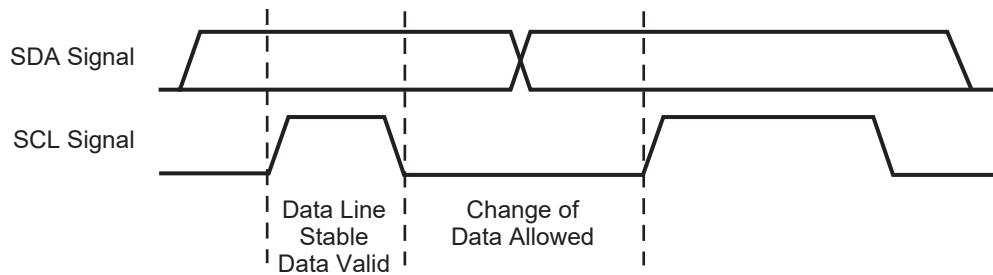 SDA Signal
SCL Signal
Data Line
Stable
Data Valid
Change of
Data Allowed